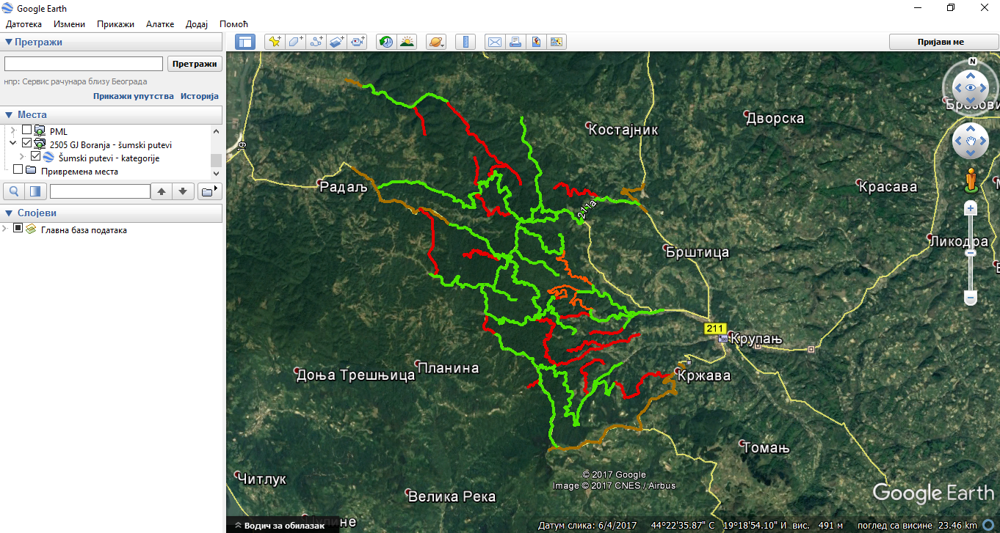 Google Earth
Датотека Измени Прикажи Алатке Додај Помоћ
Претражи
Пријави ме
Претражи
нпр: Сервис рачунара близу Београда
Прикажи упутства Историја
Места
PML
2505 GJ Boranja - šumski putevi
Šumski putevi - kategorije
Привремена места
Слојеви
Главна база података
N
Дворска
Костајник
19
Радаљ
Красава
211a
Ликодра
Брштица
211
Крупањ
Планина
Доња Трешњица
Кржава
Томањ
© 2017 Google
Image © 2017 CNES / Airbus
Читлук
Велика Река
Google Earth
Водич за обилазак
Датум слика: 6/4/2017 44°22'35.87" С 19°18'54.10" И вис. 491 м поглед са висине 23.46 km